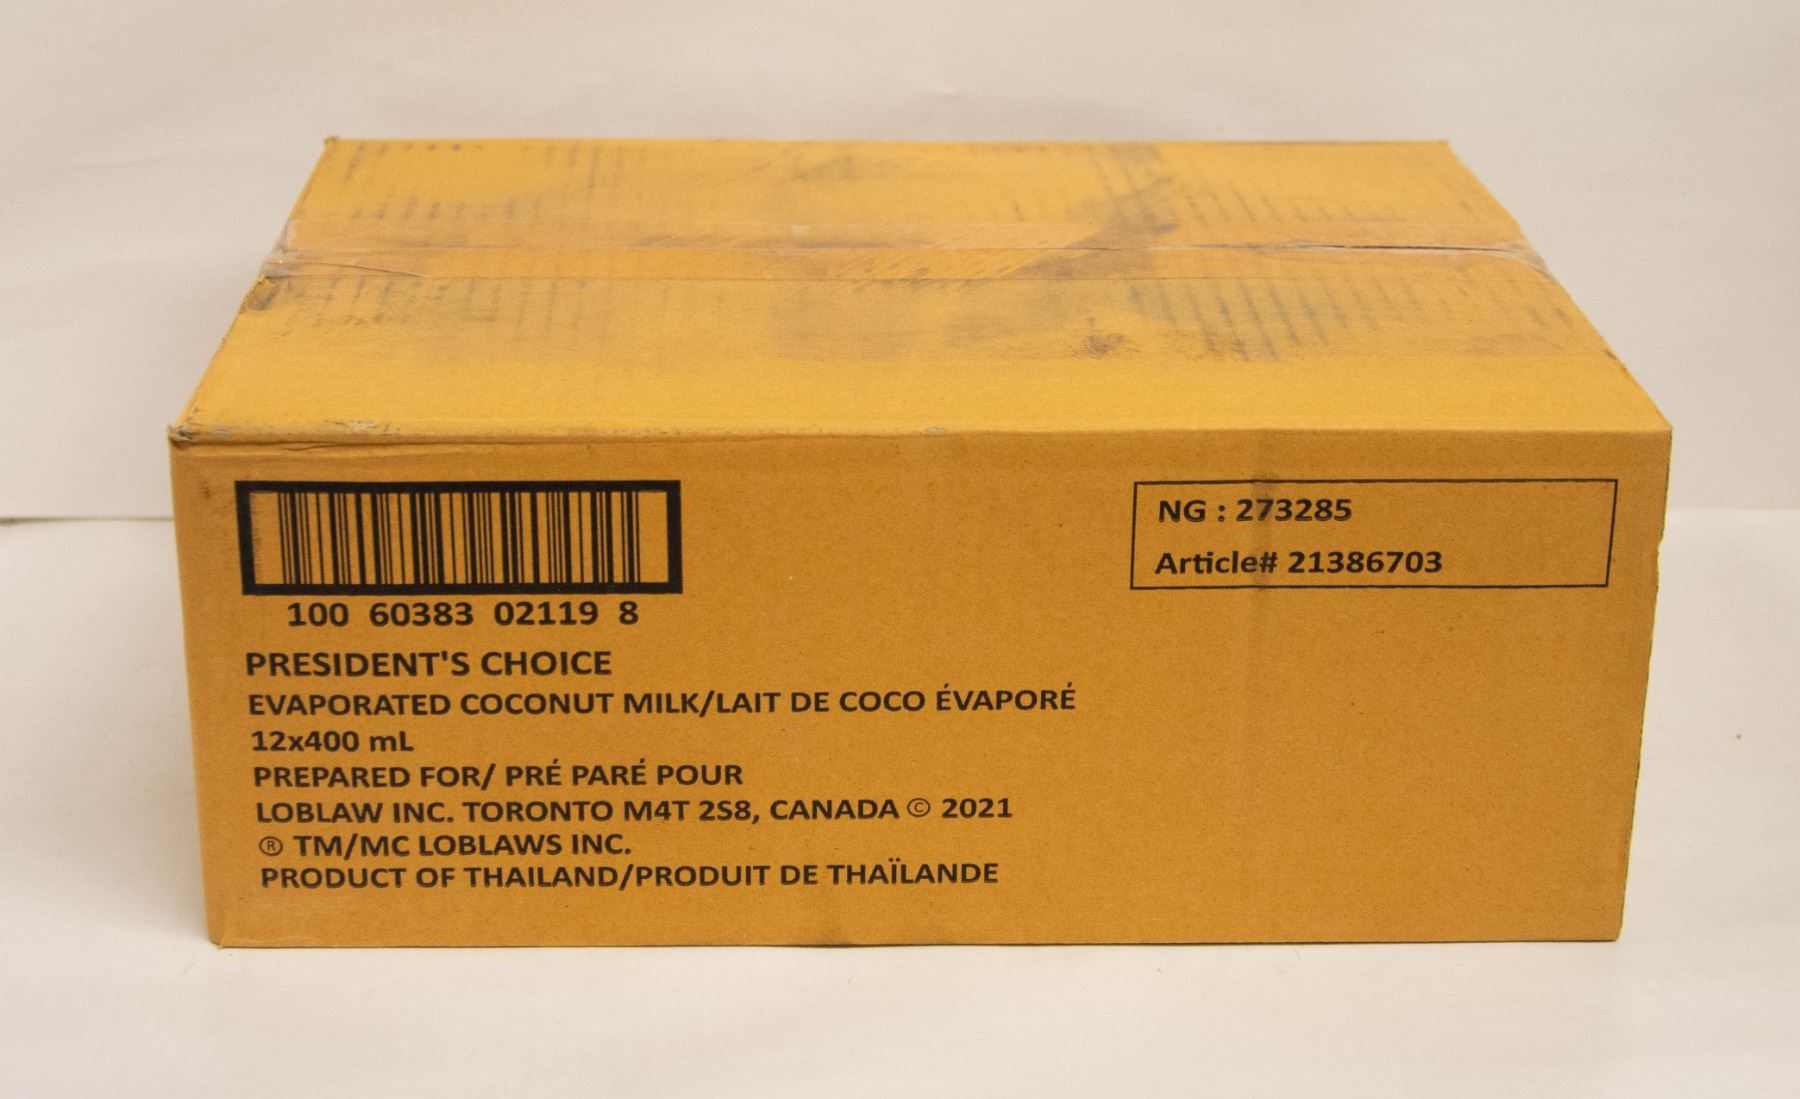 100 60383 02119 8
NG : 273285
Article# 21386703
PRESIDENT'S CHOICE
EVAPORATED COCONUT MILK/LAIT DE COCO ÉVAPORÉ
12x400 mL
PREPARED FOR/ PRÉ PARÉ POUR
LOBLAW INC. TORONTO M4T 2S8, CANADA © 2021
® TM/MC LOBLAWS INC.
PRODUCT OF THAILAND/PRODUIT DE THAÏLANDE